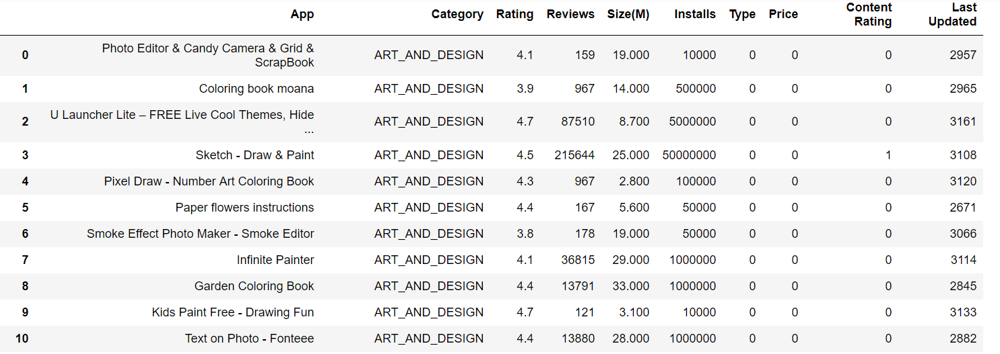 App Category Rating Reviews Size(M) Installs Type Price Content Rating Last Updated
0 Photo Editor & Candy Camera & Grid & ScrapBook ART_AND_DESIGN 4.1 159 19.000 10000 0 0 0 2957
1 Coloring book moana ART_AND_DESIGN 3.9 967 14.000 500000 0 0 0 2965
2 U Launcher Lite – FREE Live Cool Themes, Hide ... ART_AND_DESIGN 4.7 87510 8.700 5000000 0 0 0 3161
3 Sketch - Draw & Paint ART_AND_DESIGN 4.5 215644 25.000 50000000 0 0 1 3108
4 Pixel Draw - Number Art Coloring Book ART_AND_DESIGN 4.3 967 2.800 100000 0 0 0 3120
5 Paper flowers instructions ART_AND_DESIGN 4.4 167 5.600 50000 0 0 0 2671
6 Smoke Effect Photo Maker - Smoke Editor ART_AND_DESIGN 3.8 178 19.000 50000 0 0 0 3066
7 Infinite Painter ART_AND_DESIGN 4.1 36815 29.000 1000000 0 0 0 3114
8 Garden Coloring Book ART_AND_DESIGN 4.4 13791 33.000 1000000 0 0 0 2845
9 Kids Paint Free - Drawing Fun ART_AND_DESIGN 4.7 121 3.100 10000 0 0 0 3133
10 Text on Photo - Fonteee ART_AND_DESIGN 4.4 13880 28.000 1000000 0 0 0 2882